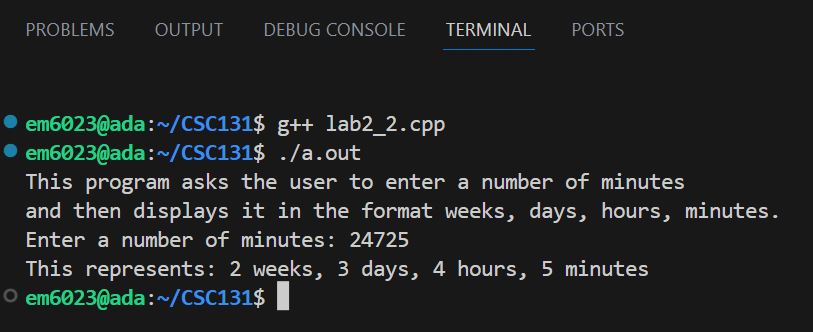 PROBLEMS OUTPUT DEBUG CONSOLE TERMINAL PORTS
em6023@ada:~/CSC131$ g++ lab2_2.cpp
em6023@ada:~/CSC131$ ./a.out
This program asks the user to enter a number of minutes
and then displays it in the format weeks, days, hours, minutes.
Enter a number of minutes: 24725
This represents: 2 weeks, 3 days, 4 hours, 5 minutes
em6023@ada:~/CSC131$